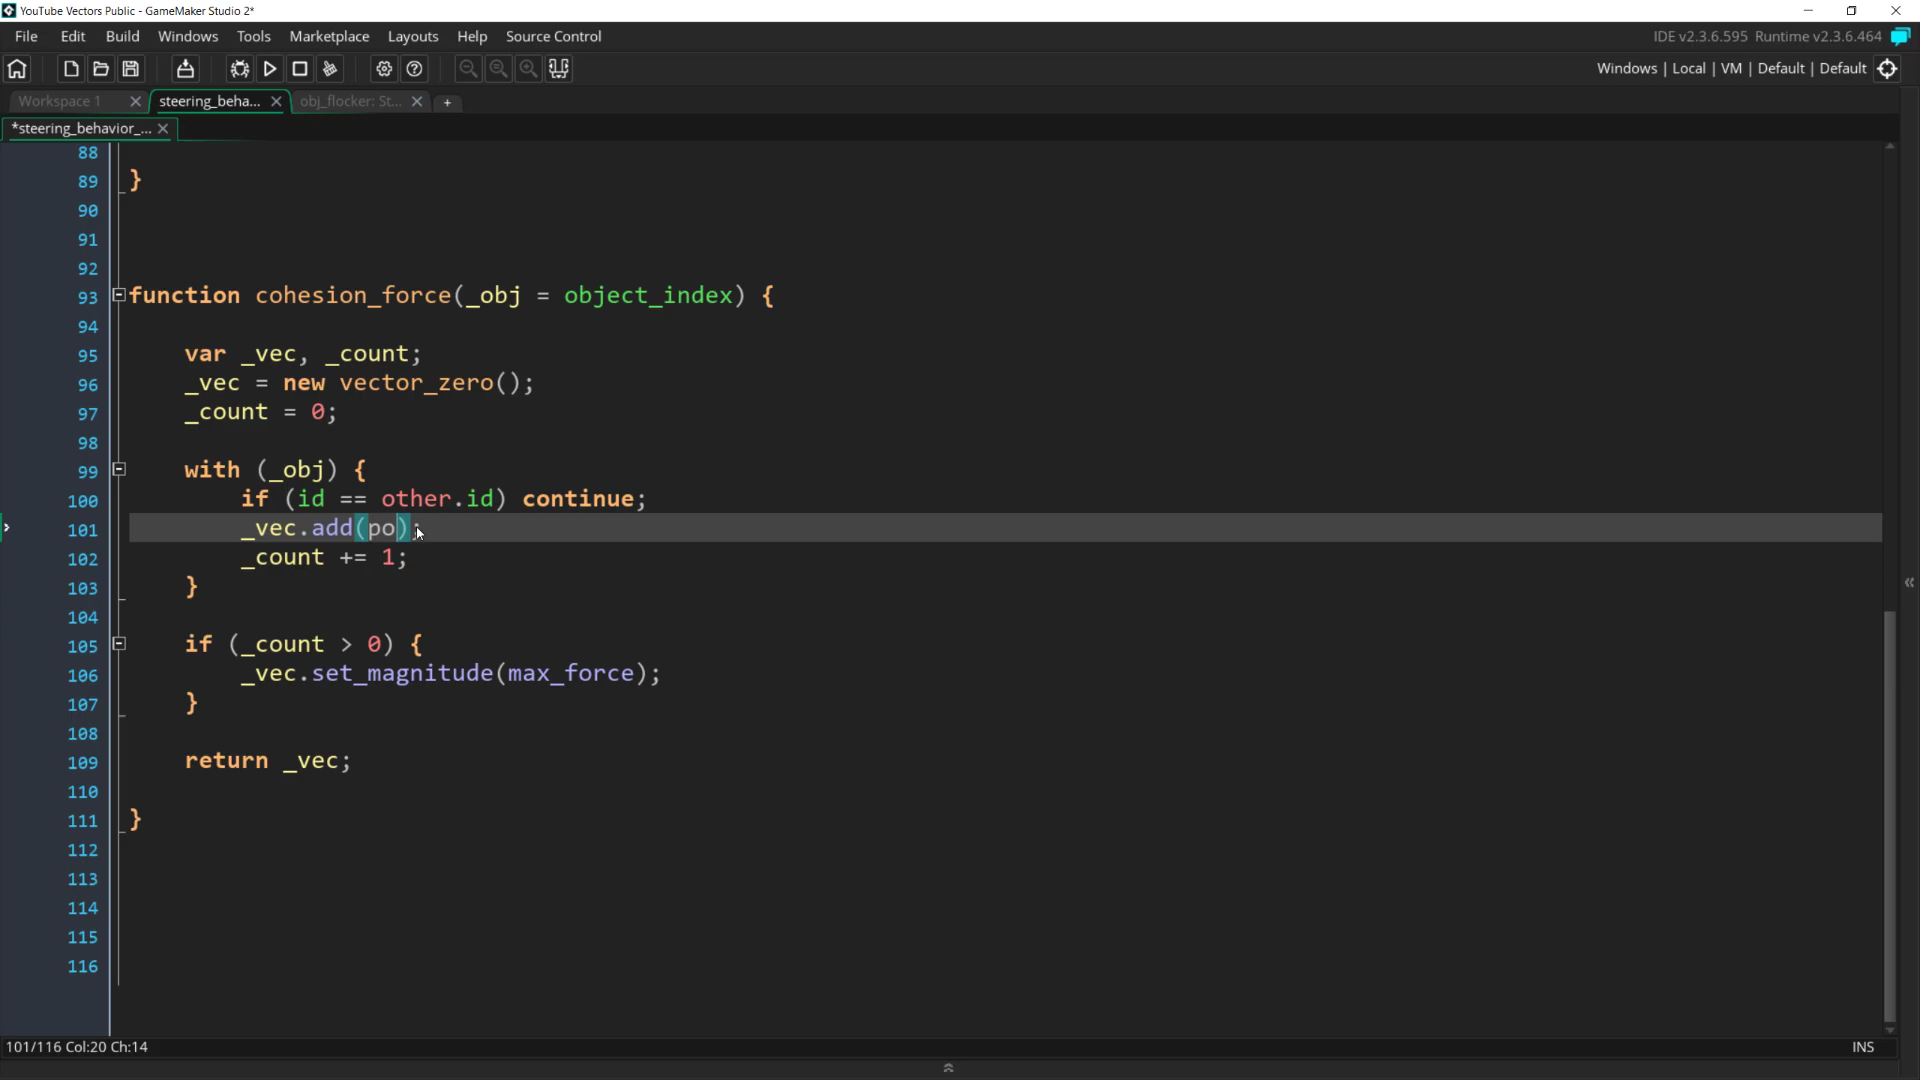 YouTube Vectors Public - GameMaker Studio 2*
File Edit Build Windows Tools Marketplace Layouts Help Source Control
IDE v2.3.6.595 Runtime v2.3.6.464
Windows | Local | VM | Default | Default
Workspace 1 steering_beha... obj_flocker: St... +
*steering_behavior_...
88
89 }
90
91
92
93 function cohesion_force(_obj = object_index) {
94
95 var _vec, _count;
96 _vec = new vector_zero();
97 _count = 0;
98
99 with (_obj) {
100 if (id == other.id) continue;
101 _vec.add(po);
102 _count += 1;
103 }
104
105 if (_count > 0) {
106 _vec.set_magnitude(max_force);
107 }
108
109 return _vec;
110
111 }
112
113
114
115
116
101/116 Col:20 Ch:14 INS